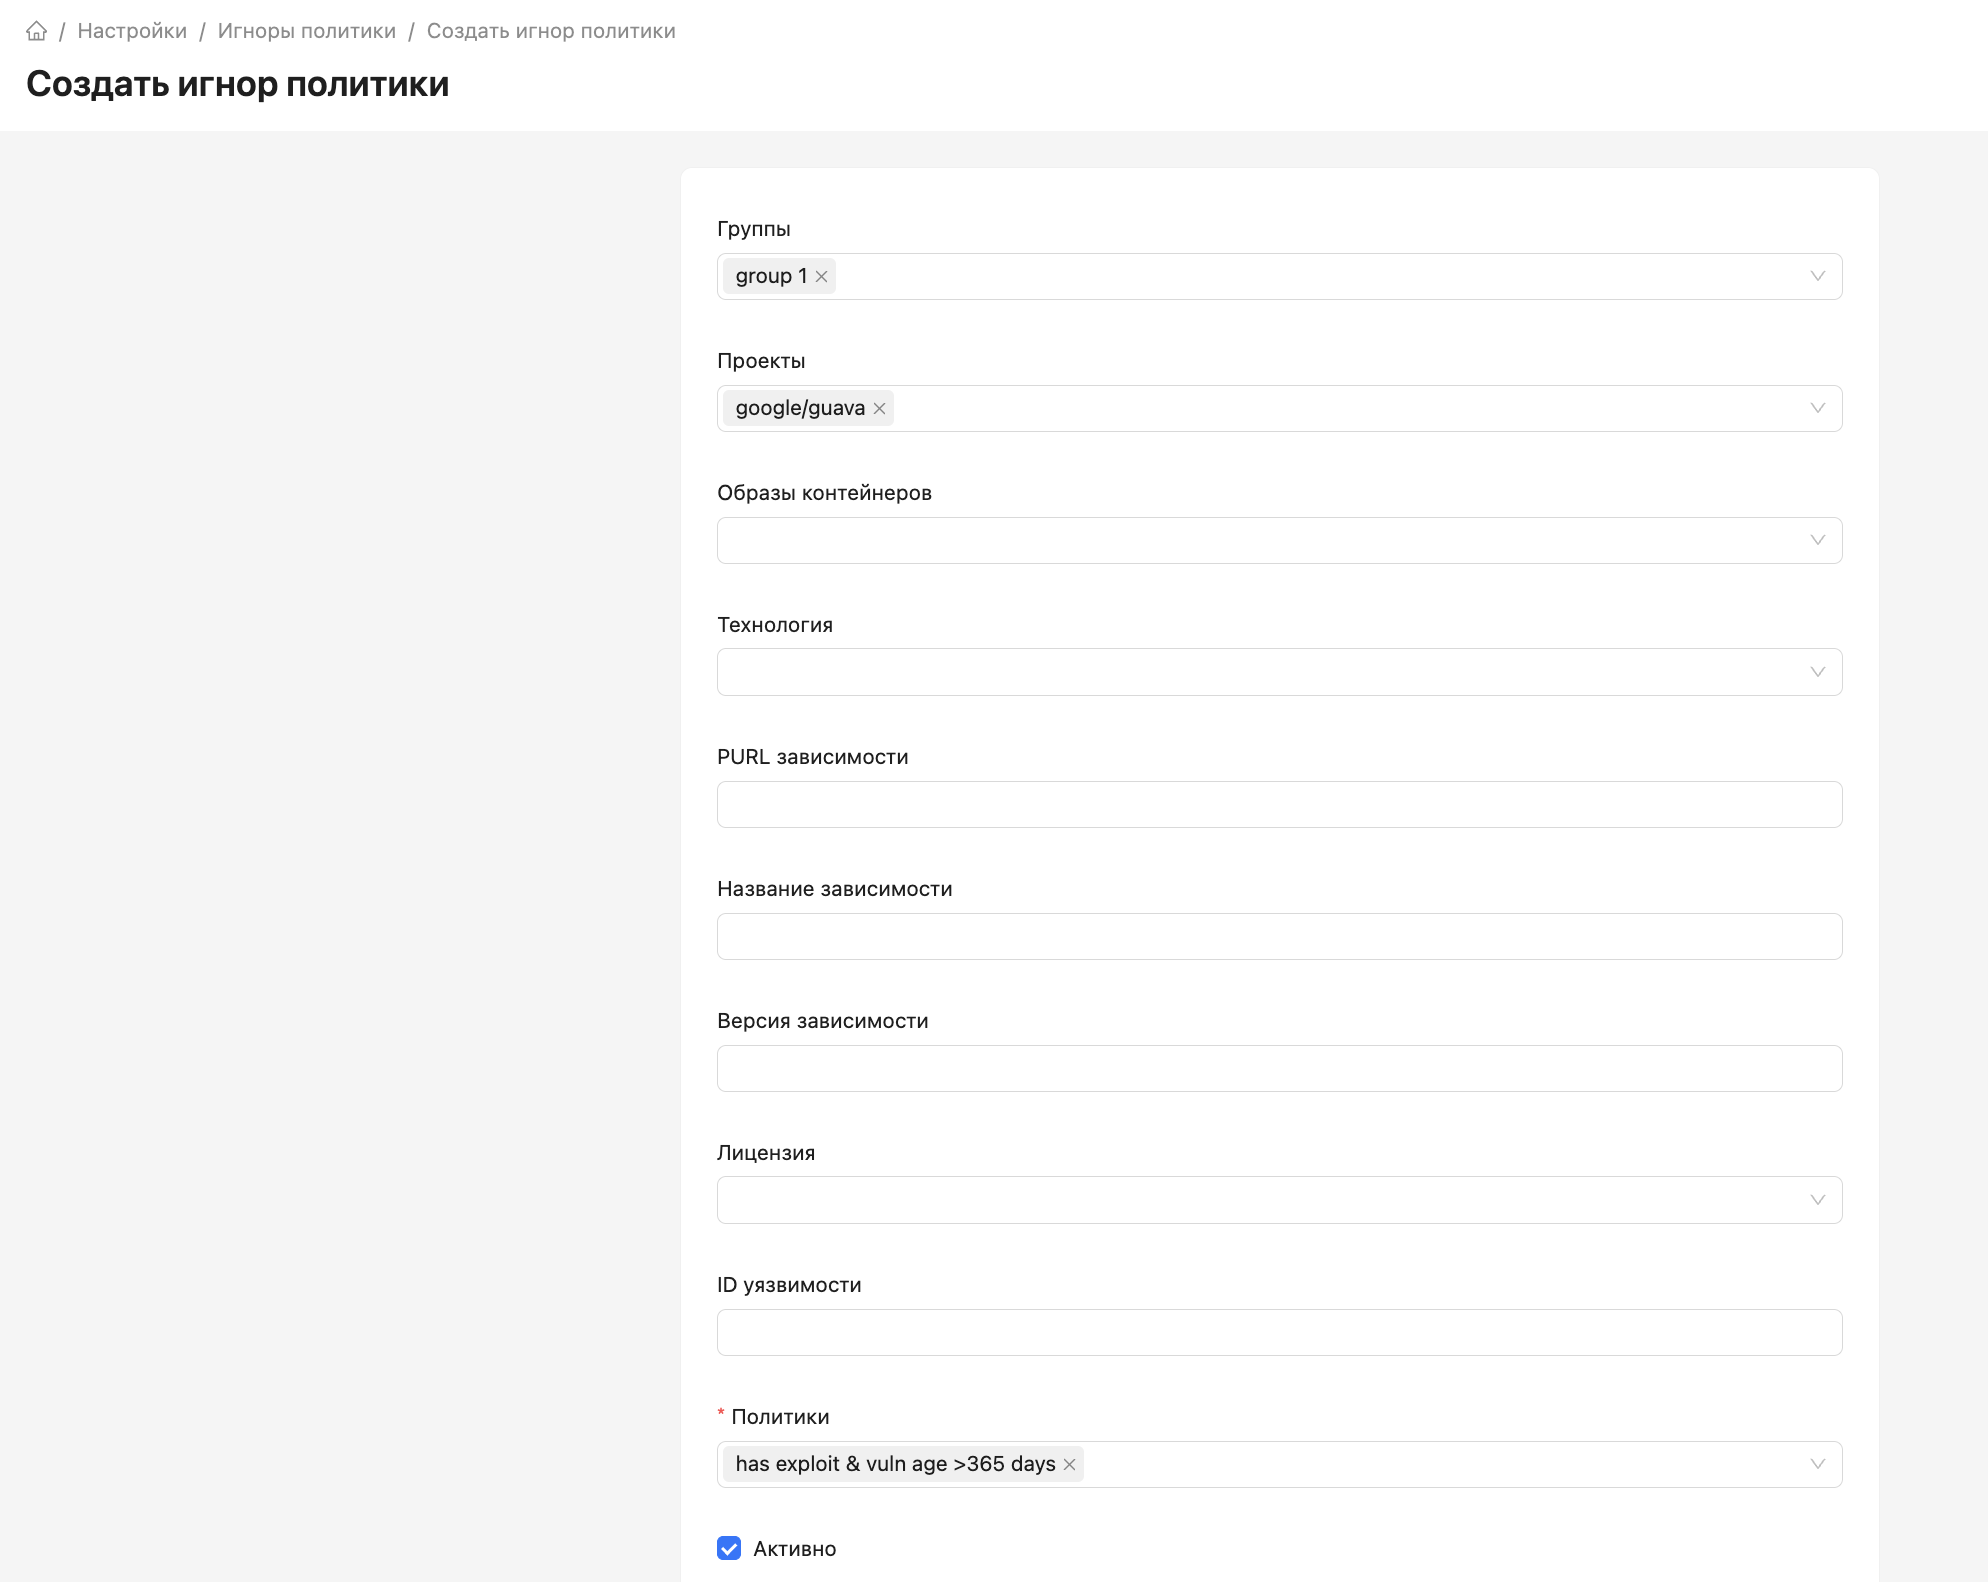 / Настройки / Игноры политики / Создать игнор политики
Создать игнор политики
Группы
group 1
Проекты
google/guava
Образы контейнеров
Технология
PURL зависимости
Название зависимости
Версия зависимости
Лицензия
ID уязвимости
* Политики
has exploit & vuln age >365 days
Активно